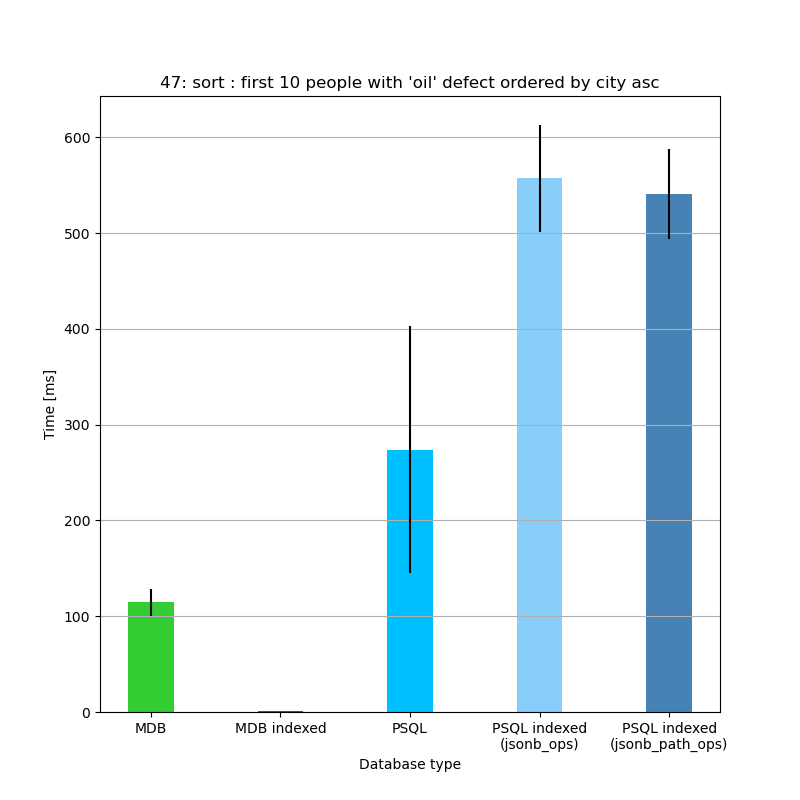 47: sort : first 10 people with 'oil' defect ordered by city asc
600
500
400
300
200
100
0
Time [ms]
MDB
MDB indexed
PSQL
PSQL indexed
(jsonb_ops)
PSQL indexed
(jsonb_path_ops)
Database type